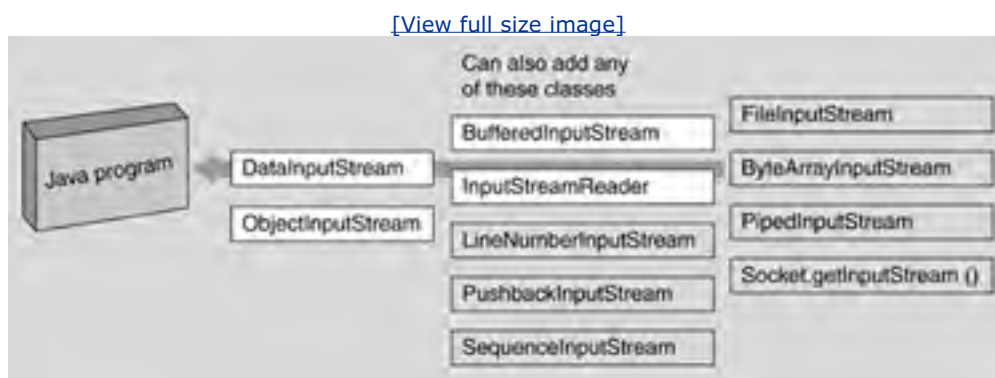 [View full size image]
Can also add any
of these classes
Java program
DataInputStream
ObjectInputStream
BufferedInputStream
InputStreamReader
LineNumberInputStream
PushbackInputStream
SequenceInputStream
FileInputStream
ByteArrayInputStream
PipedInputStream
Socket.getInputStream ()